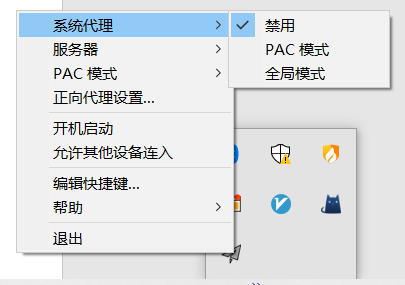 系统代理
服务器
PAC 模式
正向代理设置...
开机启动
允许其他设备连入
编辑快捷键...
帮助
退出
禁用
PAC 模式
全局模式